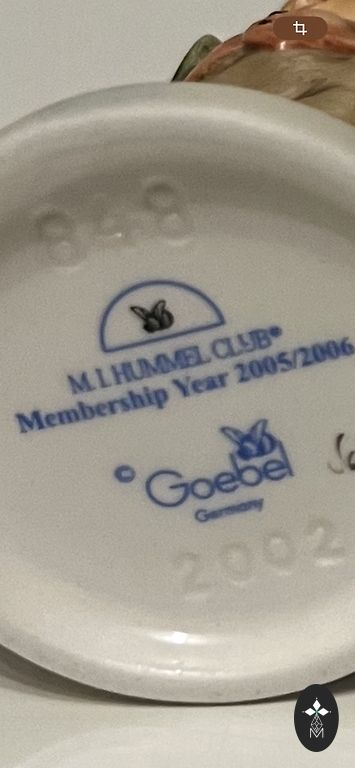 848
M.I. HUMMEL CLUB®
Membership Year 2005/2006
© Goebel
Germany
2002